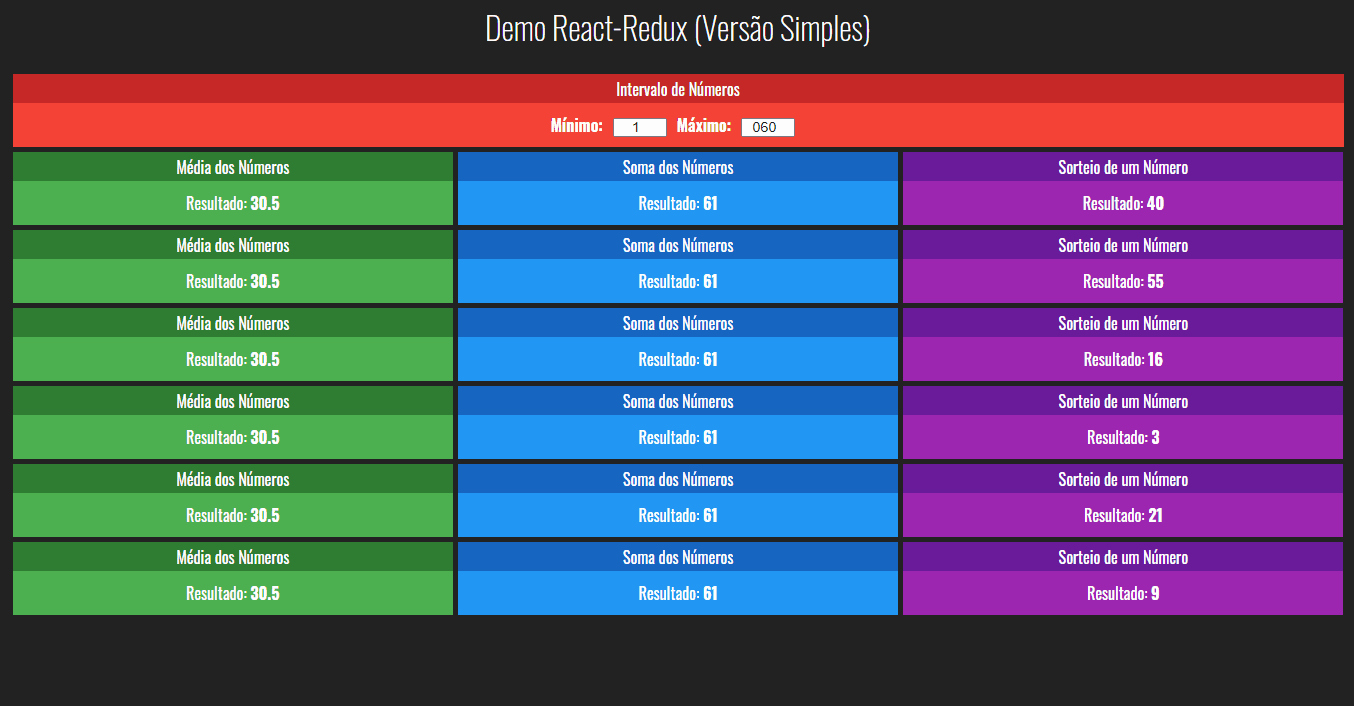 Demo React-Redux (Versão Simples)
Intervalo de Números
Mínimo: 1 Máximo: 060
Média dos Números Soma dos Números Sorteio de um Número
Resultado: 30.5 Resultado: 61 Resultado: 40
Média dos Números Soma dos Números Sorteio de um Número
Resultado: 30.5 Resultado: 61 Resultado: 55
Média dos Números Soma dos Números Sorteio de um Número
Resultado: 30.5 Resultado: 61 Resultado: 16
Média dos Números Soma dos Números Sorteio de um Número
Resultado: 30.5 Resultado: 61 Resultado: 3
Média dos Números Soma dos Números Sorteio de um Número
Resultado: 30.5 Resultado: 61 Resultado: 21
Média dos Números Soma dos Números Sorteio de um Número
Resultado: 30.5 Resultado: 61 Resultado: 9